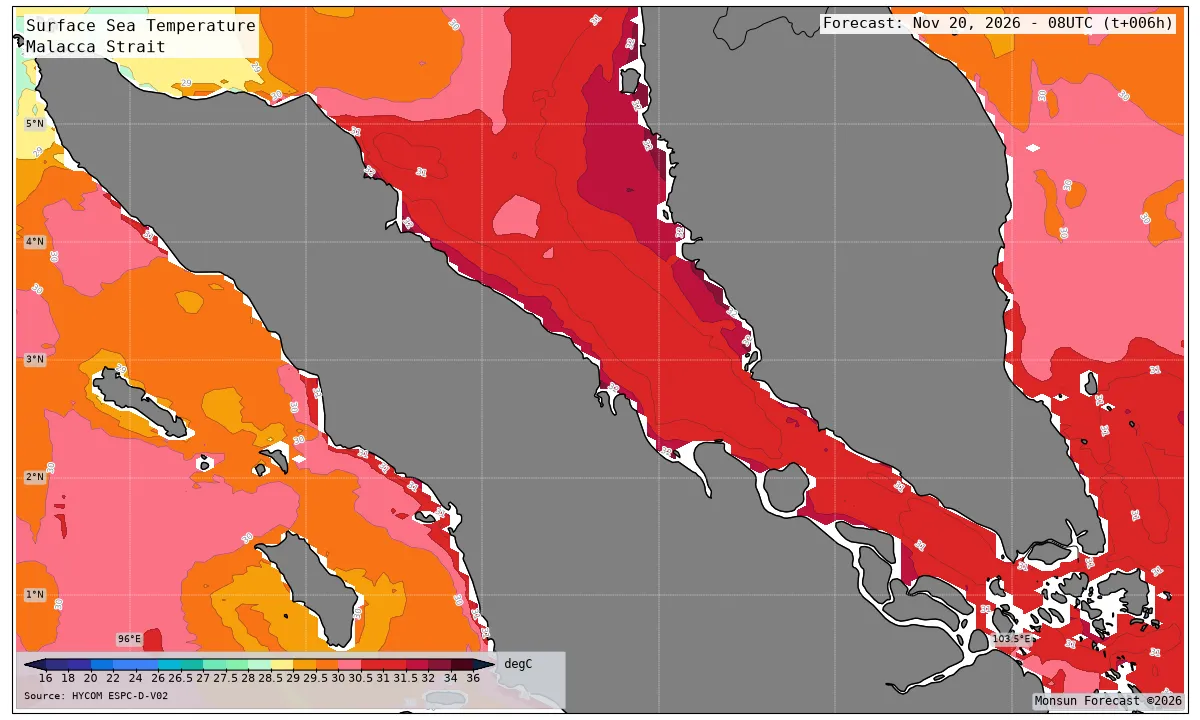 Surface Sea Temperature
Malacca Strait
Forecast: Nov 20, 2026 - 08UTC (t+006h)
5°N
4°N
3°N
2°N
1°N
96°E
103.5°E
degC
16 18 20 22 24 26 26.5 27 27.5 28 28.5 29 29.5 30 30.5 31 31.5 32 34 36
Source: HYCOM ESPC-D-V02
Monsun Forecast ©2026